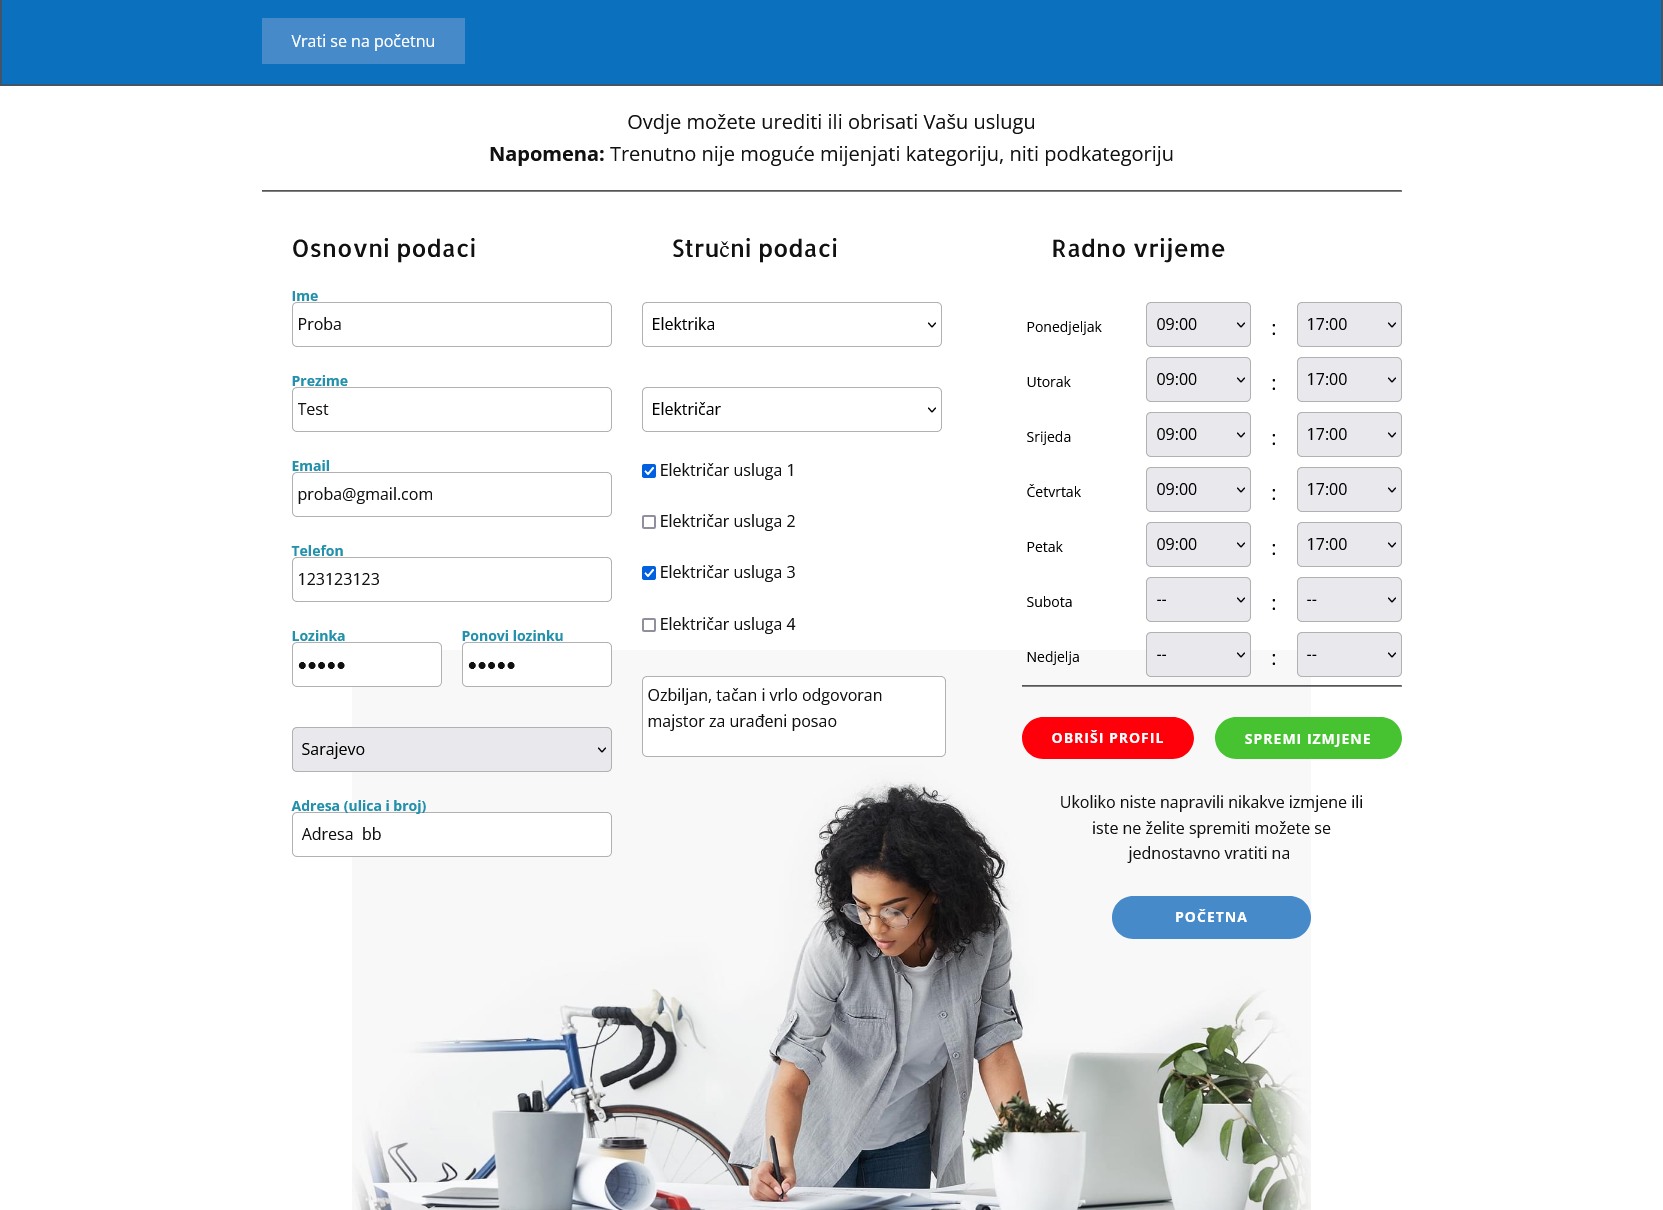 Vrati se na početnu
Ovdje možete urediti ili obrisati Vašu uslugu
Napomena: Trenutno nije moguće mijenjati kategoriju, niti podkategoriju
Osnovni podaci
Ime
Proba
Prezime
Test
Email
proba@gmail.com
Telefon
123123123
Lozinka
Ponovi lozinku
●●●●●
●●●●●
Sarajevo
Adresa (ulica i broj)
Adresa  bb
Stručni podaci
Elektrika
Električar
Električar usluga 1
Električar usluga 2
Električar usluga 3
Električar usluga 4
Ozbiljan, tačan i vrlo odgovoran
majstor za urađeni posao
Radno vrijeme
Ponedjeljak 09:00 : 17:00
Utorak 09:00 : 17:00
Srijeda 09:00 : 17:00
Četvrtak 09:00 : 17:00
Petak 09:00 : 17:00
Subota -- : --
Nedjelja -- : --
OBRIŠI PROFIL
SPREMI IZMJENE
Ukoliko niste napravili nikakve izmjene ili
iste ne želite spremiti možete se
jednostavno vratiti na
POČETNA